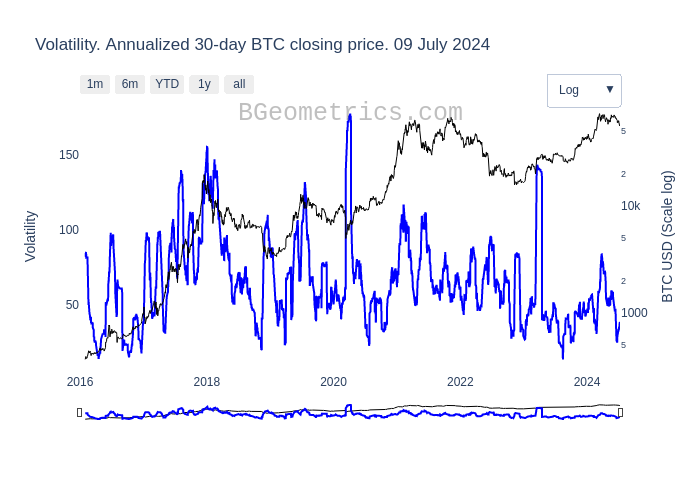 Volatility. Annualized 30-day BTC closing price. 09 July 2024
1m 6m YTD 1y all
Log ▼
BGeometrics.com
150
100
50
Volatility
5
2
10k
5
2
1000
5
BTC USD (Scale log)
2016 2018 2020 2022 2024